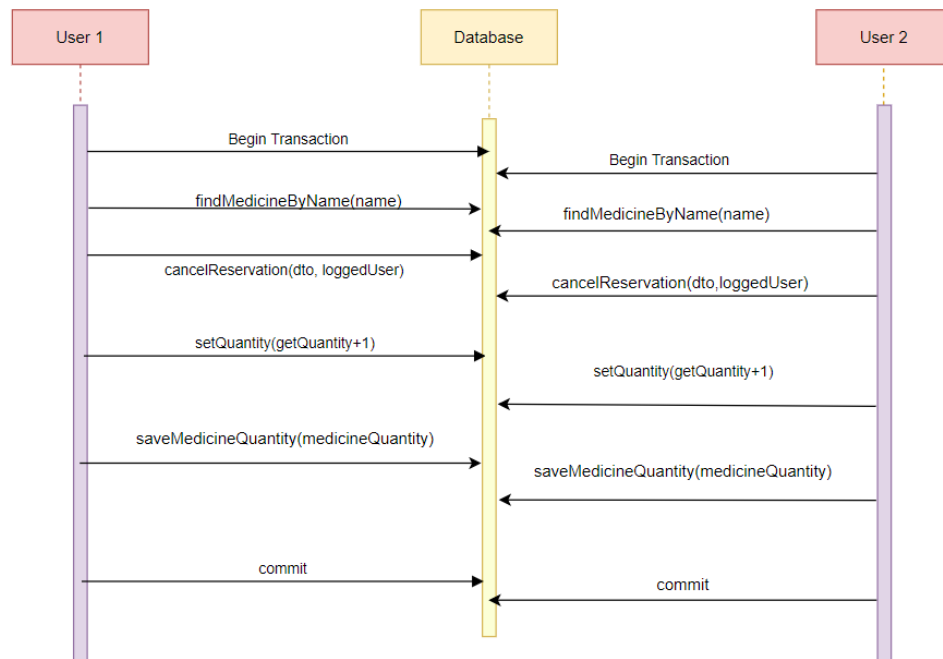 User 1
Database
User 2
Begin Transaction
Begin Transaction
findMedicineByName(name)
findMedicineByName(name)
cancelReservation(dto, loggedUser)
cancelReservation(dto,loggedUser)
setQuantity(getQuantity+1)
setQuantity(getQuantity+1)
saveMedicineQuantity(medicineQuantity)
saveMedicineQuantity(medicineQuantity)
commit
commit